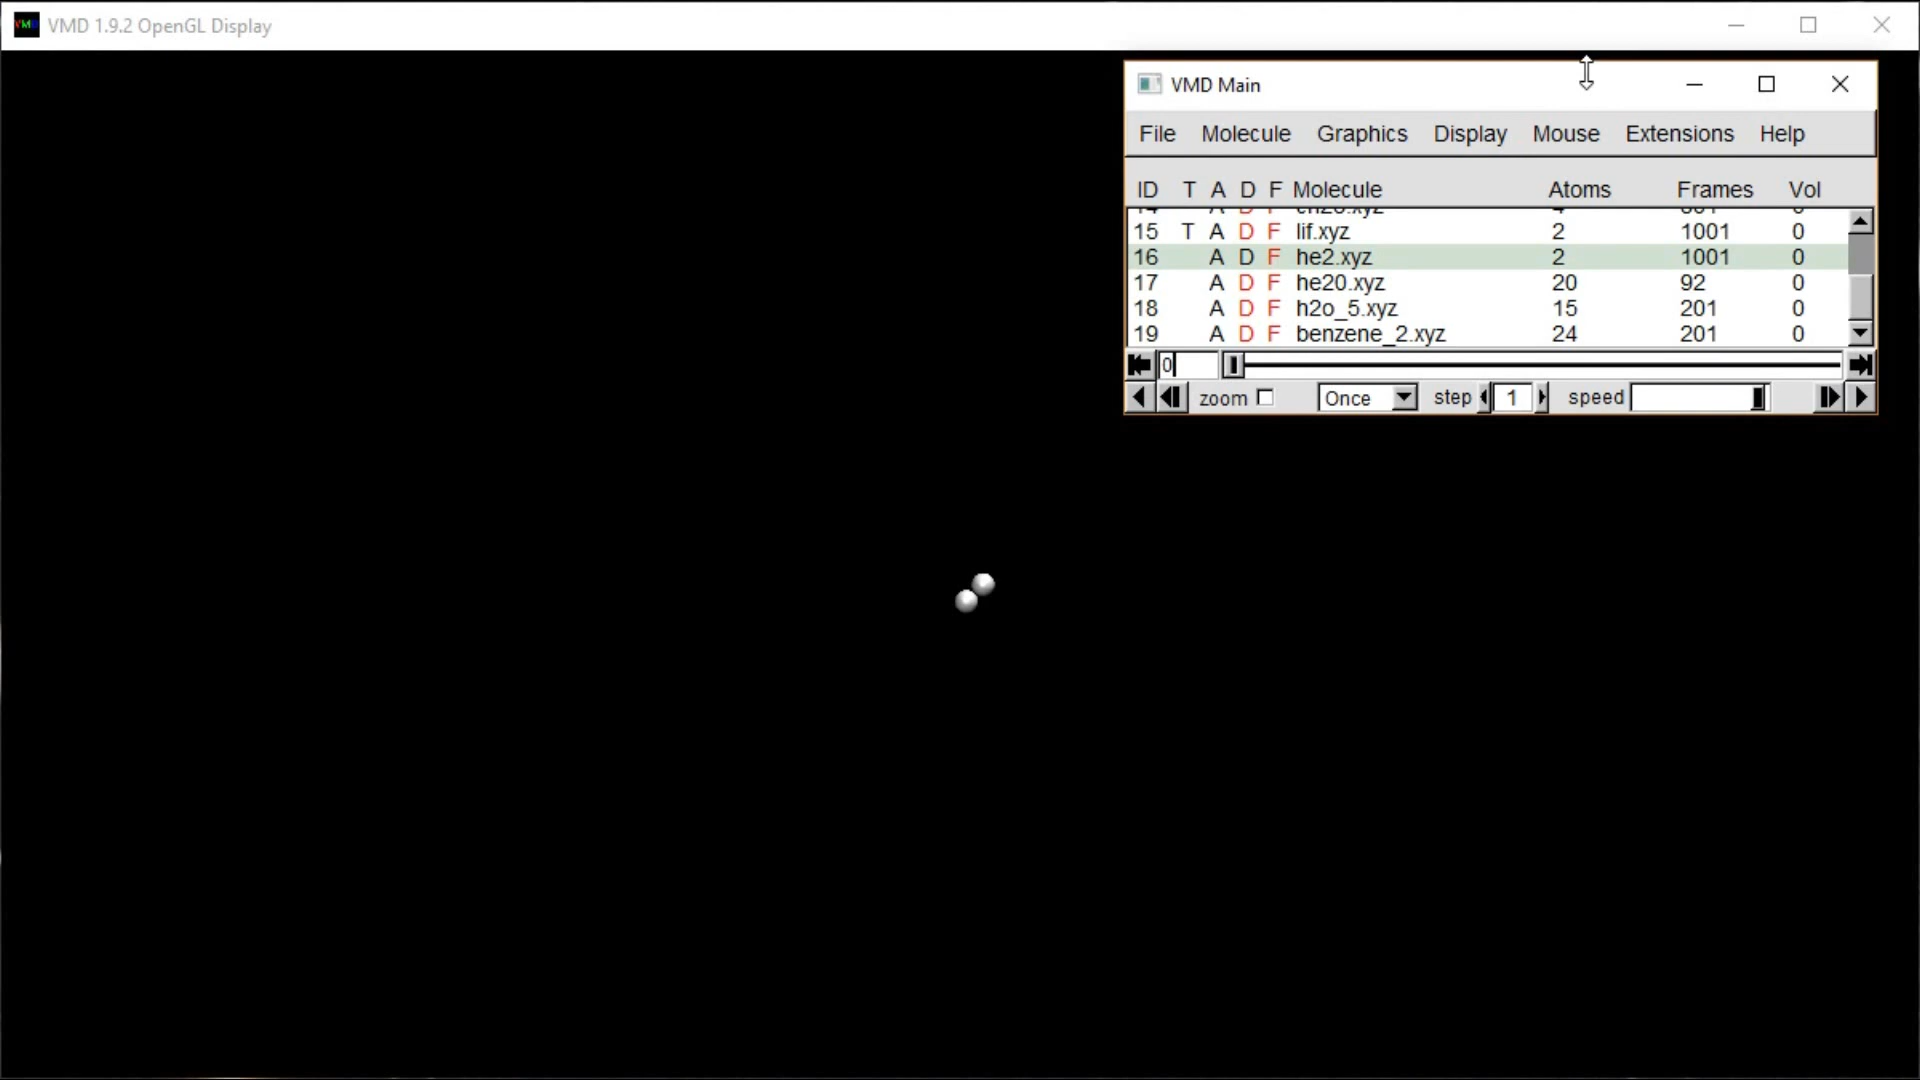 VMD 1.9.2 OpenGL Display
VMD Main
File Molecule Graphics Display Mouse Extensions Help
ID T A D F Molecule Atoms Frames Vol
15 T A D F lif.xyz 2 1001 0
16 A D F he2.xyz 2 1001 0
17 A D F he20.xyz 20 92 0
18 A D F h2o_5.xyz 15 201 0
19 A D F benzene_2.xyz 24 201 0
0
zoom Once step 1 speed